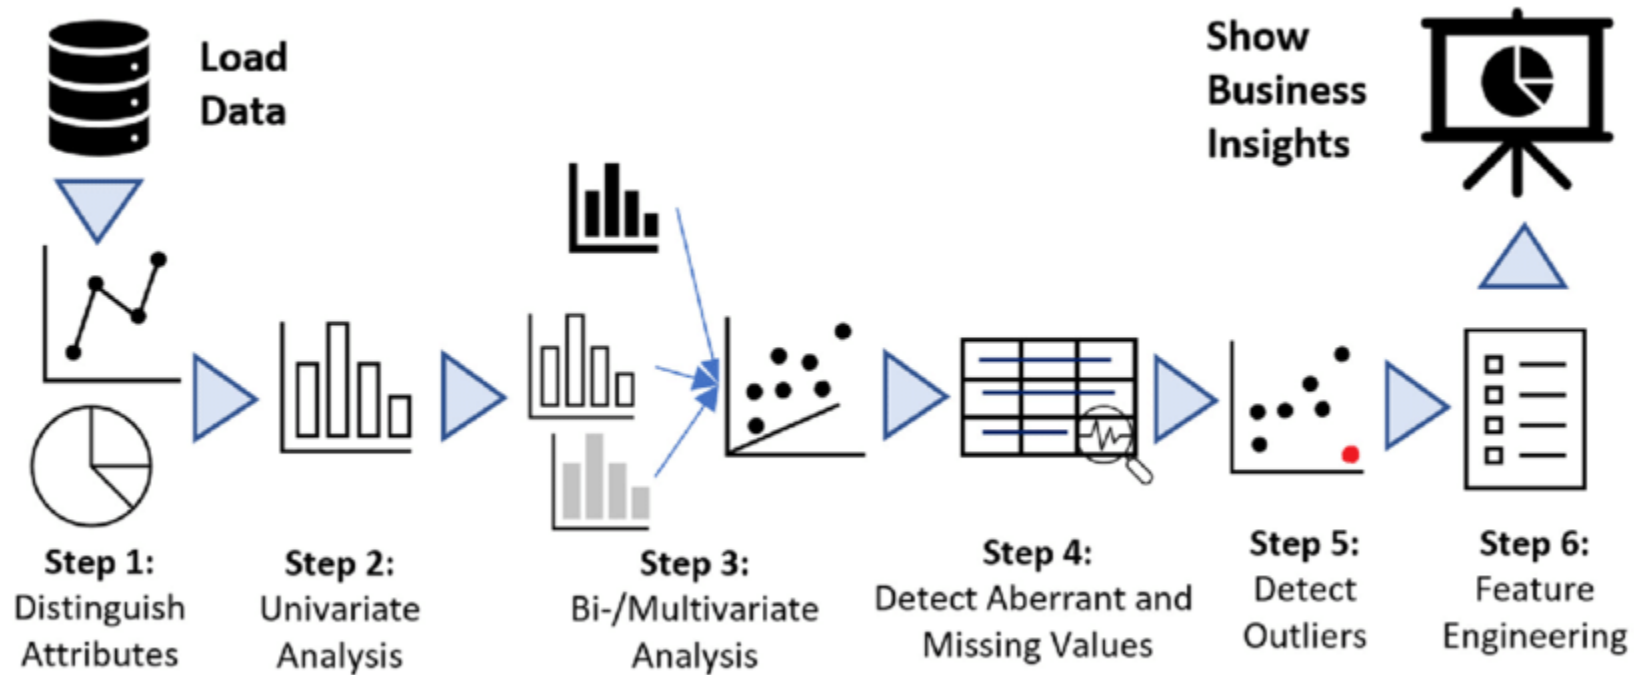 Load
Data
Show
Business
Insights
Step 1:
Distinguish
Attributes
Step 2:
Univariate
Analysis
Step 3:
Bi-/Multivariate
Analysis
Step 4:
Detect Aberrant and
Missing Values
Step 5:
Detect
Outliers
Step 6:
Feature
Engineering